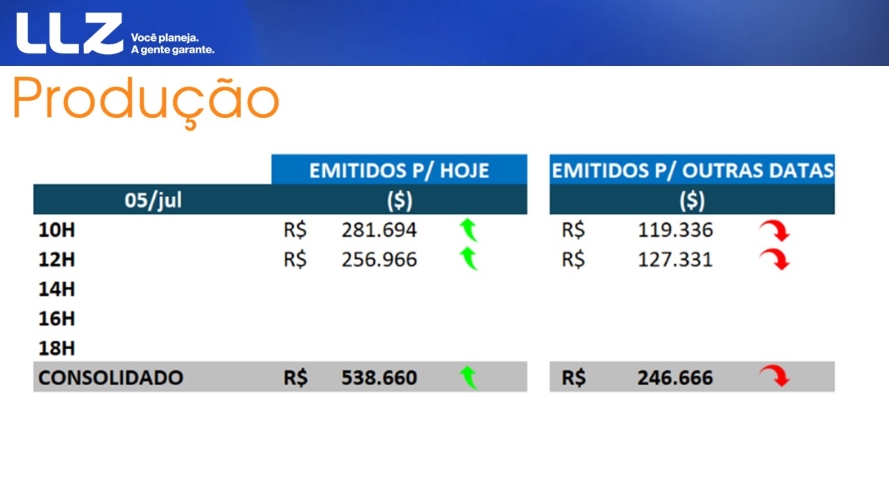 LLZ Você planeja.
A gente garante.
Produção
EMITIDOS P/ HOJE EMITIDOS P/ OUTRAS DATAS
05/jul ($) ($)
10H R$ 281.694 R$ 119.336
12H R$ 256.966 R$ 127.331
14H
16H
18H
CONSOLIDADO R$ 538.660 R$ 246.666